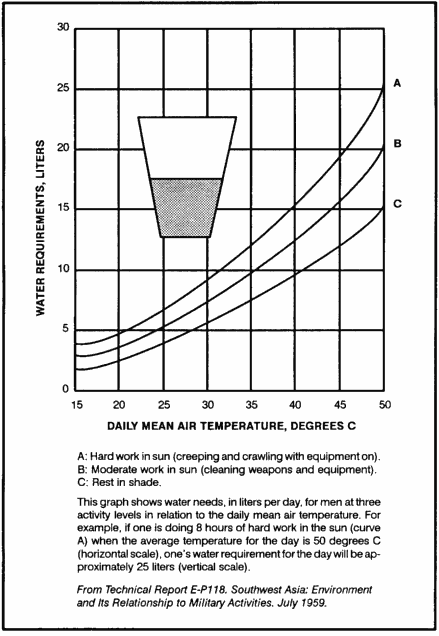 30
25
20
15
10
5
0
WATER REQUIREMENTS, LITERS
A
B
C
15 20 25 30 35 40 45 50
DAILY MEAN AIR TEMPERATURE, DEGREES C
A: Hard work in sun (creeping and crawling with equipment on).
B: Moderate work in sun (cleaning weapons and equipment).
C: Rest in shade.
This graph shows water needs, in liters per day, for men at three
activity levels in relation to the daily mean air temperature. For
example, if one is doing 8 hours of hard work in the sun (curve
A) when the average temperature for the day is 50 degrees C
(horizontal scale), one's water requirement for the day will be ap-
proximately 25 liters (vertical scale).
From Technical Report E-P118. Southwest Asia: Environment
and Its Relationship to Military Activities. July 1959.